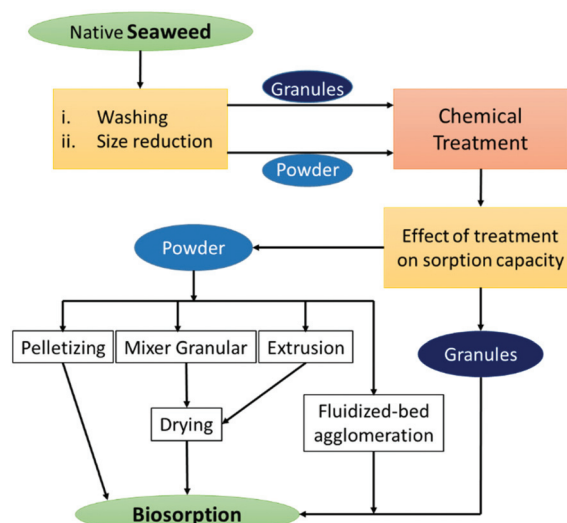 Native Seaweed
i. Washing
ii. Size reduction
Granules
Powder
Chemical
Treatment
Effect of treatment
on sorption capacity
Powder
Granules
Pelletizing
Mixer Granular
Extrusion
Drying
Fluidized-bed
agglomeration
Biosorption